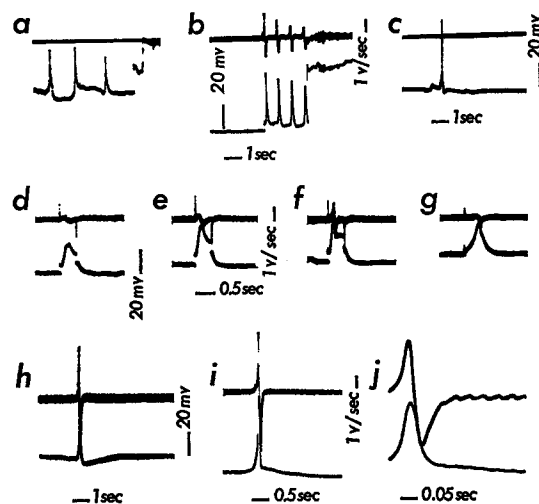 a
b
c
20 mv
1 v/sec
20 mv
1sec
1sec
d
e
f
g
20 mv
1 v/sec
0.5sec
h
i
j
20 mv
1 v/sec
1sec
0.5sec
0.05sec